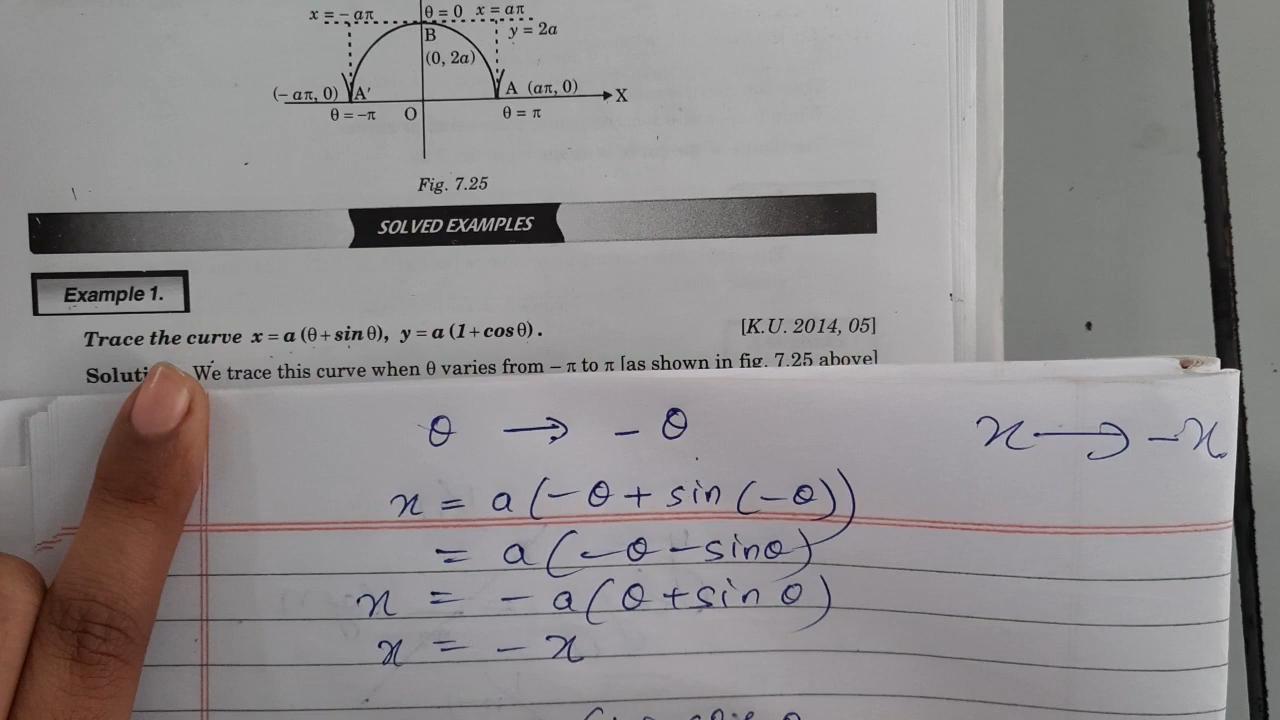 x = – aπ θ = 0 x = aπ
B y = 2a
(0, 2a)
(– aπ, 0) A′ A (aπ, 0) X
θ = –π O θ = π
Fig. 7.25
SOLVED EXAMPLES
Example 1.
Trace the curve x = a (θ + sin θ), y = a (1 + cos θ). [K.U. 2014, 05]
We trace this curve when θ varies from – π to π [as shown in fig. 7.25 above]
θ → – θ x → –x
x = a(–θ + sin(–θ))
= a(–θ – sinθ)
x = – a(θ + sin θ)
x = – x